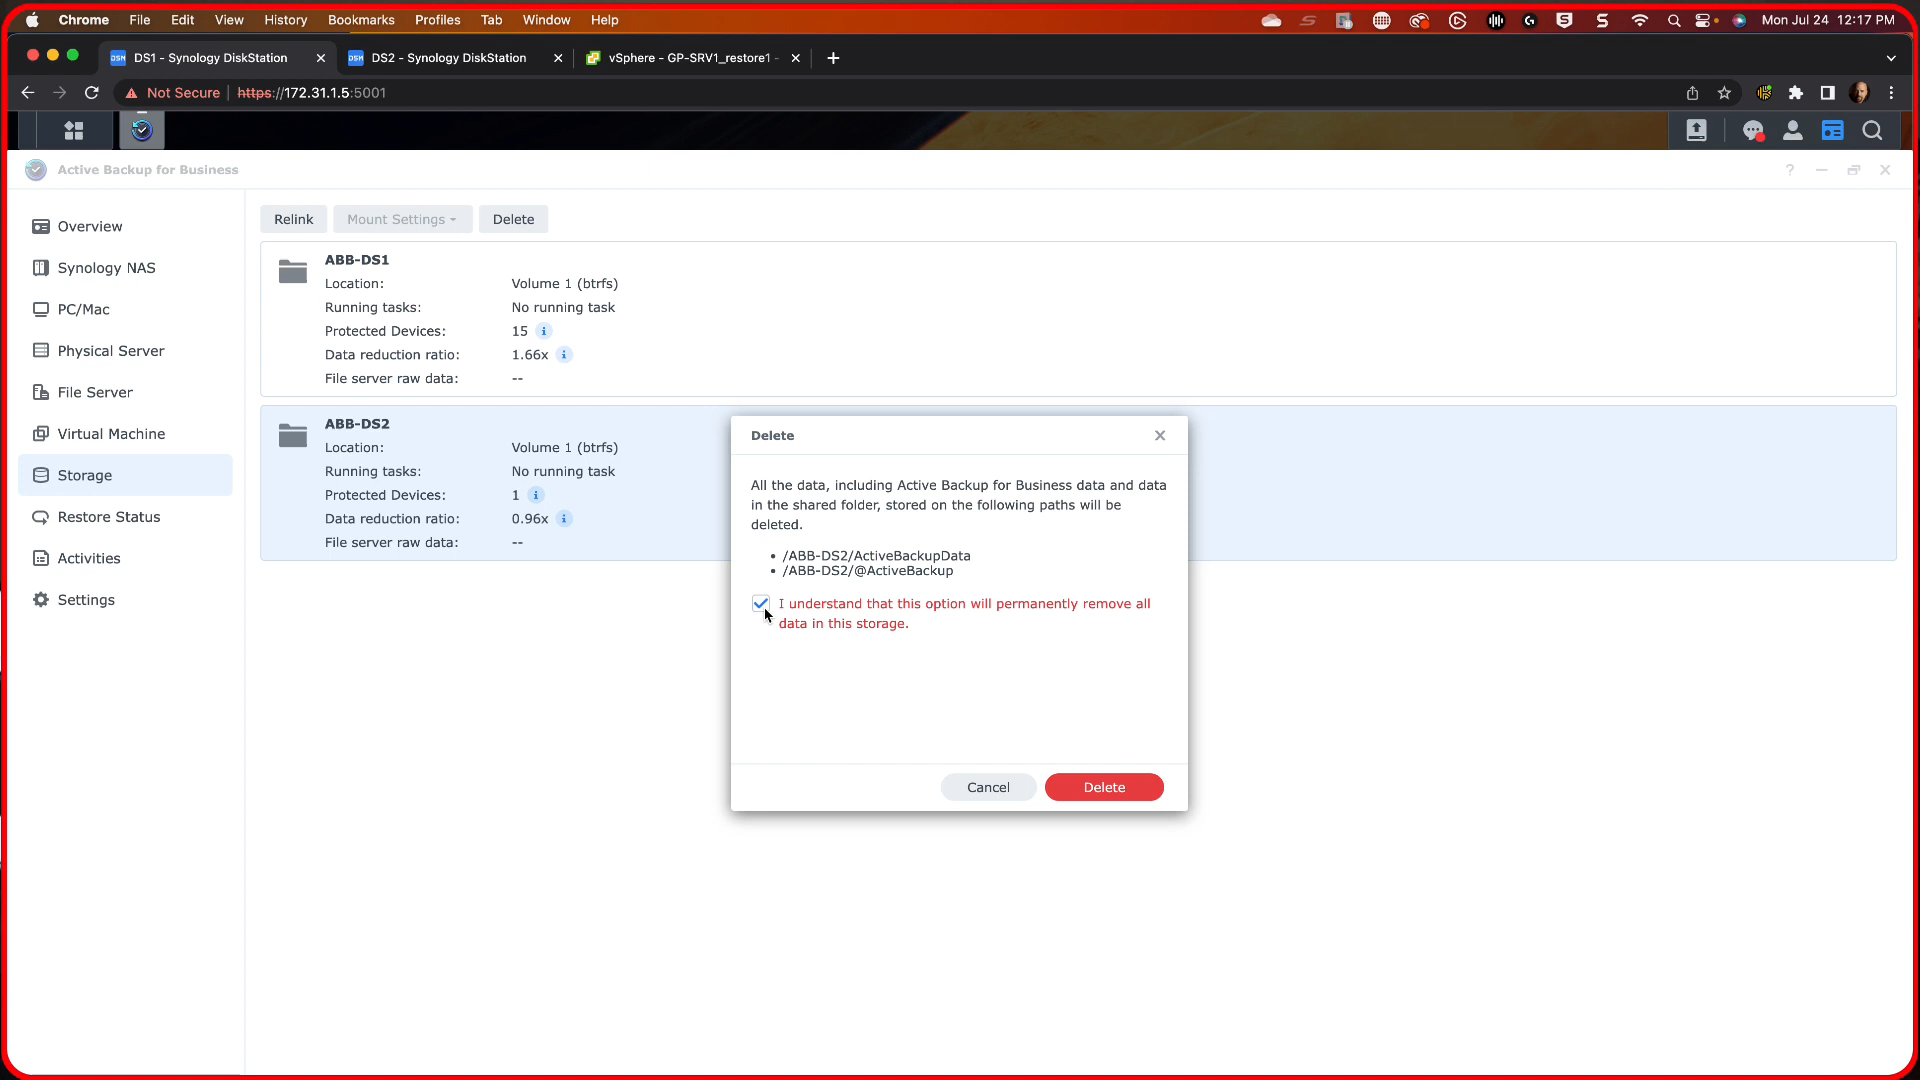 Chrome File Edit View History Bookmarks Profiles Tab Window Help Mon Jul 24 12:17 PM
DS1 - Synology DiskStation DS2 - Synology DiskStation vSphere - GP-SRV1_restore1 -
Not Secure https://172.31.1.5:5001
Active Backup for Business
Overview
Synology NAS
PC/Mac
Physical Server
File Server
Virtual Machine
Storage
Restore Status
Activities
Settings
Relink Mount Settings Delete
ABB-DS1
Location: Volume 1 (btrfs)
Running tasks: No running task
Protected Devices: 15
Data reduction ratio: 1.66x
File server raw data: --
ABB-DS2
Location: Volume 1 (btrfs)
Running tasks: No running task
Protected Devices: 1
Data reduction ratio: 0.96x
File server raw data: --
Delete
All the data, including Active Backup for Business data and data
in the shared folder, stored on the following paths will be
deleted.
• /ABB-DS2/ActiveBackupData
• /ABB-DS2/@ActiveBackup
I understand that this option will permanently remove all
data in this storage.
Cancel Delete